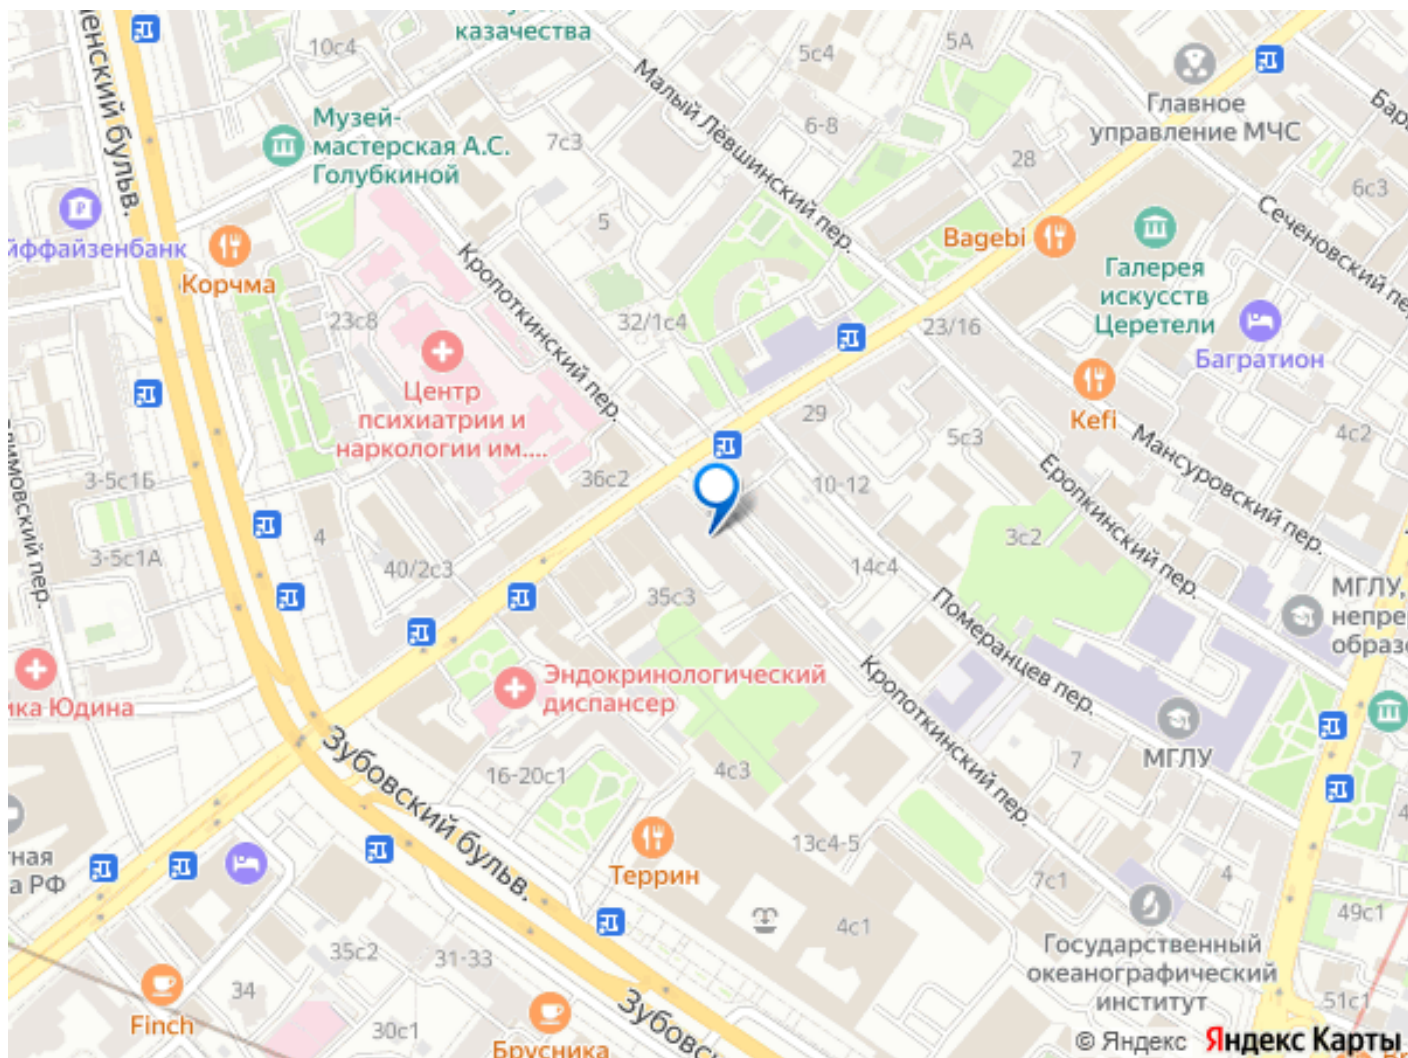 казачества
10с4
5с4
5А
Малый Лёвшинский пер.
Главное
управление МЧС
Музей-
мастерская А.С.
Голубкиной
7с3
6-8
28
6с3
Сеченовский пер.
5
Bagebi
Галерея
искусств
Церетели
Корчма
Кропоткинский пер.
23с8
32/1с4
23/16
Багратион
Центр
психиатрии и
наркологии им....
Kefi
29
5с3
4с2
Мансуровский пер.
Еропкинский пер.
3-5с1Б
36с2
10-12
3-5с1А
4
40/2с3
3с2
14с4
35с3
Померанцев пер.
МГЛУ,
Эндокринологический
диспансер
Кропоткинский пер.
МГЛУ
7
Зубовский бульв.
16-20с1
4с3
Террин
13с4-5
7с1
4
4с1
49с1
Государственный
океанографический
институт
35с2
31-33
34
Finch
30с1
51с1
Брусника
© Яндекс Яндекс Карты